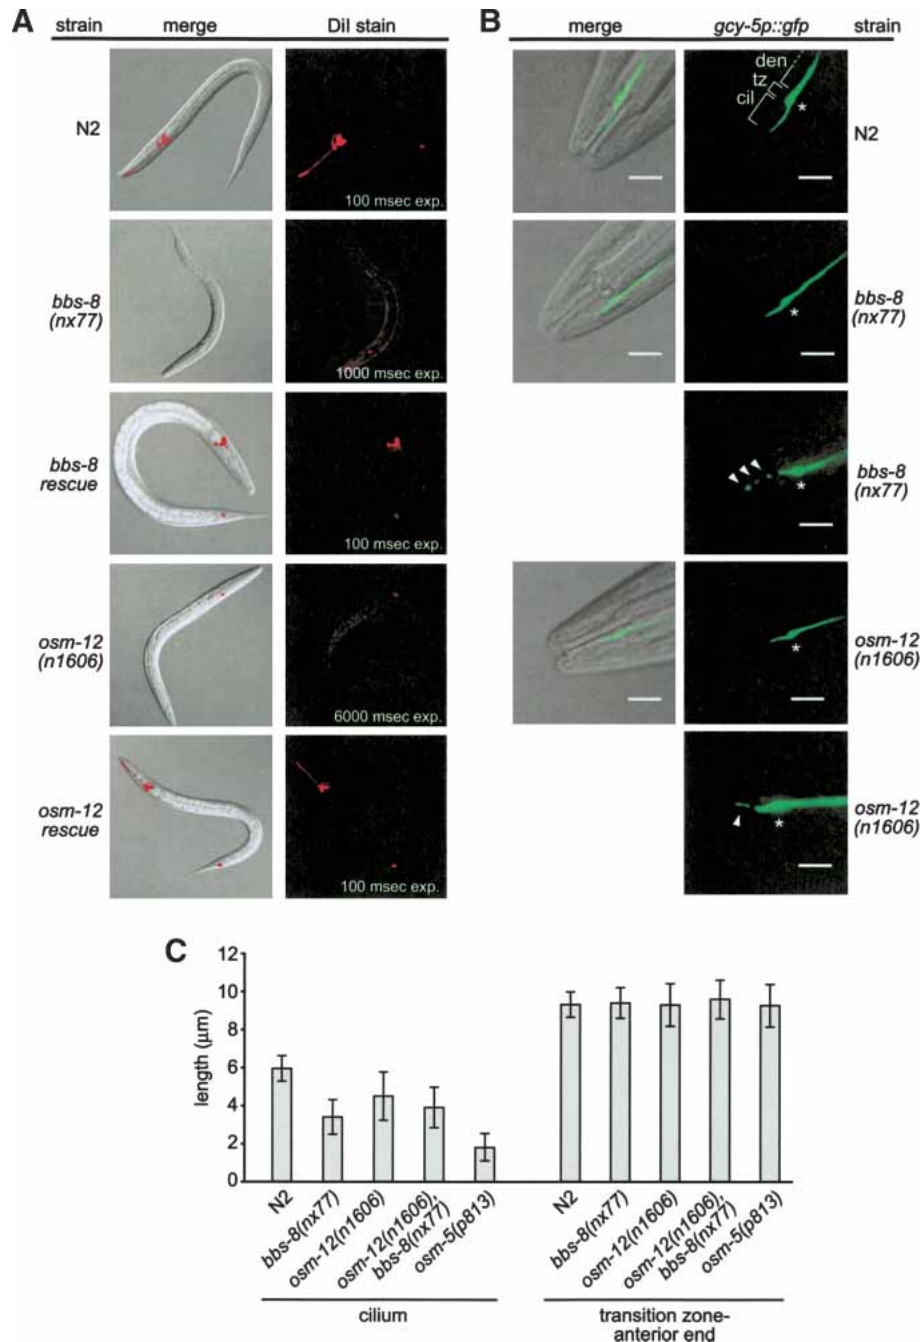 A
strain merge DiI stain
N2
100 msec exp.
bbs-8
(nx77)
1000 msec exp.
bbs-8
rescue
100 msec exp.
osm-12
(n1606)
6000 msec exp.
osm-12
rescue
100 msec exp.
B
merge gcy-5p::gfp strain
den
tz
cil
*
N2
*
bbs-8
(nx77)
*
bbs-8
(nx77)
*
osm-12
(n1606)
*
osm-12
(n1606)
C
length (µm)
12
10
8
6
4
2
0
N2
bbs-8(nx77)
osm-12(n1606)
osm-12(n1606),
bbs-8(nx77)
osm-5(p813)
N2
bbs-8(nx77)
osm-12(n1606)
osm-12(n1606),
bbs-8(nx77)
osm-5(p813)
cilium
transition zone-
anterior end